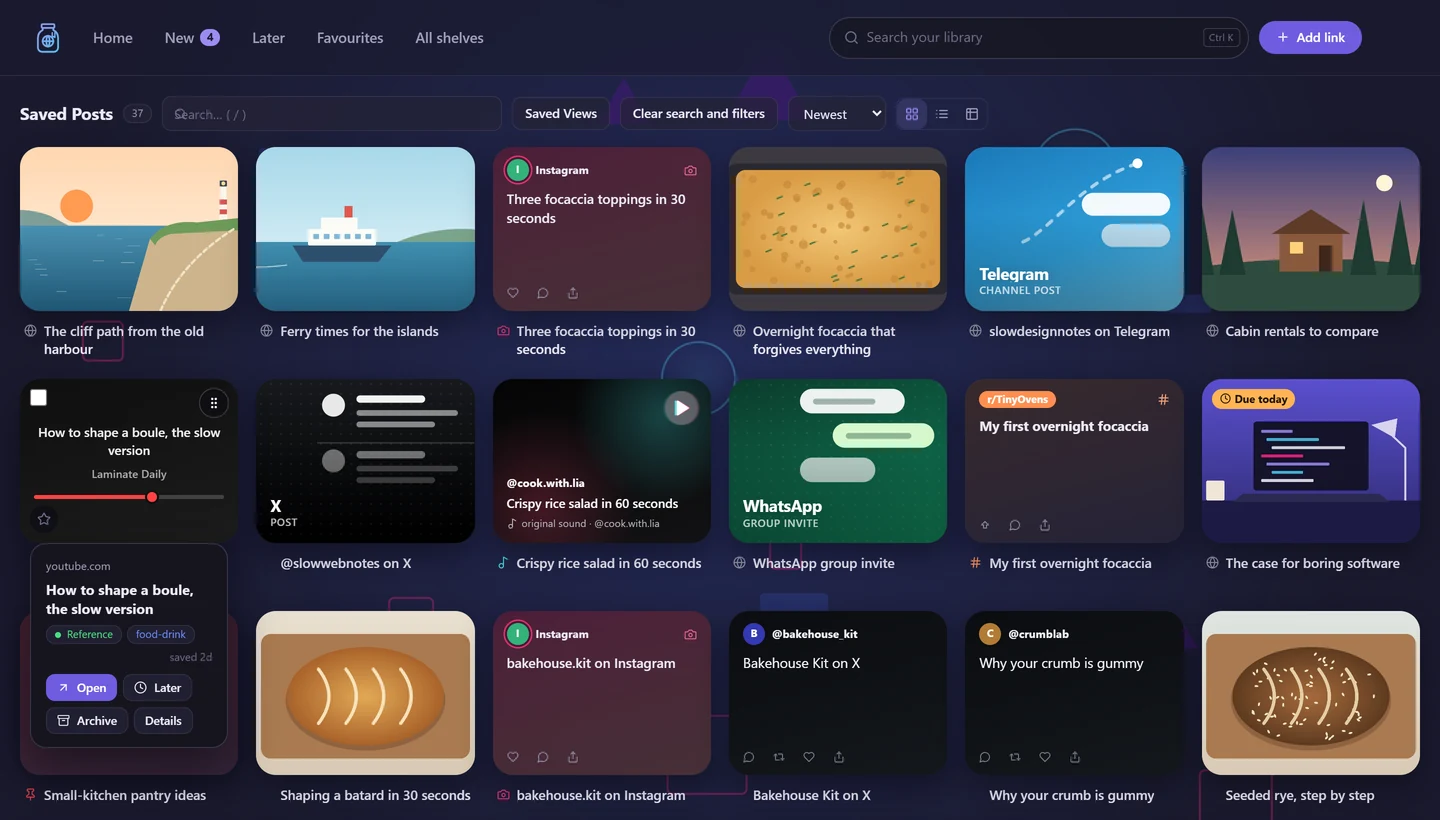 Home
New 4
Later
Favourites
All shelves
Search your library
Ctrl K
+ Add link
Saved Posts 37
Search... ( / )
Saved Views
Clear search and filters
Newest
Instagram
Three focaccia toppings in 30
seconds
Telegram
CHANNEL POST
The cliff path from the old
harbour
Ferry times for the islands
Three focaccia toppings in 30
seconds
Overnight focaccia that
forgives everything
slowdesignnotes on Telegram
Cabin rentals to compare
How to shape a boule, the slow
version
Laminate Daily
X
POST
@cook.with.lia
Crispy rice salad in 60 seconds
original sound · @cook.with.lia
WhatsApp
GROUP INVITE
r/TinyOvens
#
My first overnight focaccia
Due today
@slowwebnotes on X
Crispy rice salad in 60 seconds
WhatsApp group invite
# My first overnight focaccia
The case for boring software
youtube.com
How to shape a boule,
the slow version
Reference
food-drink
saved 2d
Open
Later
Archive
Details
I
Instagram
bakehouse.kit on Instagram
B
@bakehouse_kit
Bakehouse Kit on X
C
@crumblab
Why your crumb is gummy
Small-kitchen pantry ideas
Shaping a batard in 30 seconds
bakehouse.kit on Instagram
Bakehouse Kit on X
Why your crumb is gummy
Seeded rye, step by step